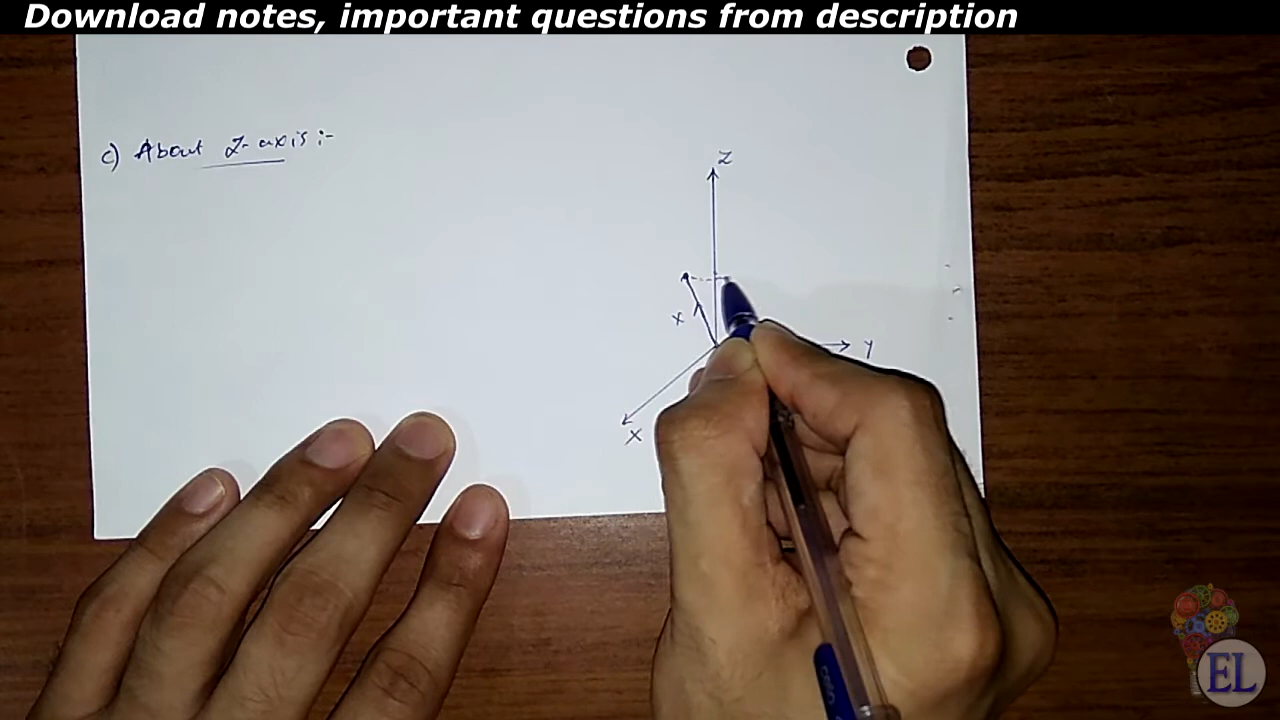 Download notes, important questions from description
c) About Z-axis :-
Z
X
Y
X
EL